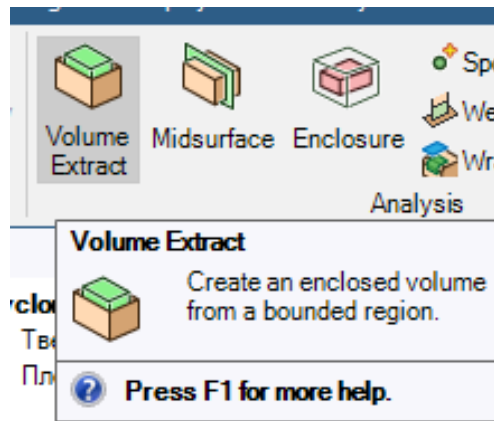 Volume
Extract
Midsurface
Enclosure
Analysis
Volume Extract
Create an enclosed volume
from a bounded region.
Press F1 for more help.